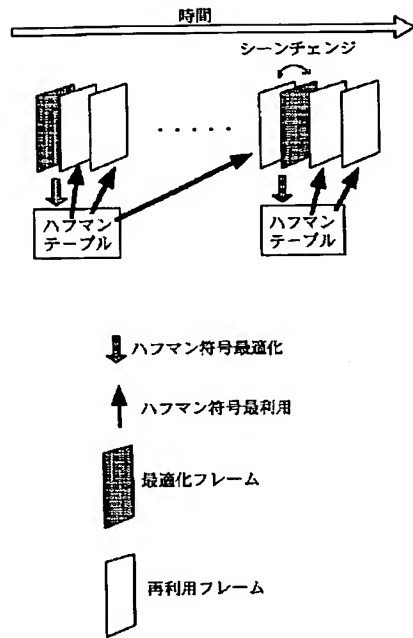 時間
シーンチェンジ
・・・・・
ハフマン
テーブル
ハフマン
テーブル
ハフマン符号最適化
ハフマン符号最利用
最適化フレーム
再利用フレーム